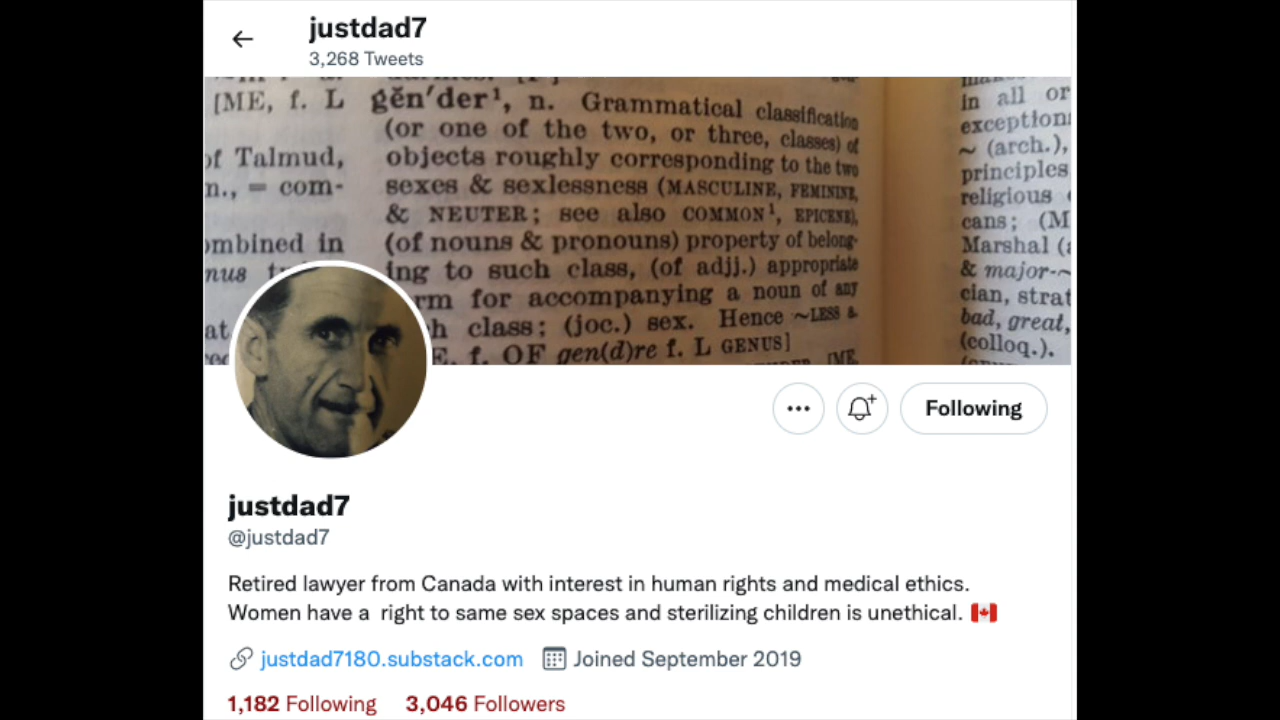 justdad7
3,268 Tweets
[ME, f. L
of Talmud,
n., = com-
ombined in
nus
at
gĕn′der¹, n. Grammatical classification
(or one of the two, or three, classes) of
objects roughly corresponding to the two
sexes & sexlessness (MASCULINE, FEMININE,
& NEUTER; see also COMMON¹, EPICENE),
(of nouns & pronouns) property of belong-
ing to such class, (of adjj.) appropriate
rm for accompanying a noun of any
h class; (joc.) sex. Hence ~LESS a.
E. f. OF gen(d)re f. L GENUS]
[ME
in all or
exception
~ (arch.),
principles
religious
cans; (M
Marshal (
& major-~
cian, strat
bad, great,
(colloq.).
Following
justdad7
@justdad7
Retired lawyer from Canada with interest in human rights and medical ethics.
Women have a right to same sex spaces and sterilizing children is unethical. 🇨🇦
justdad7180.substack.com Joined September 2019
1,182 Following 3,046 Followers